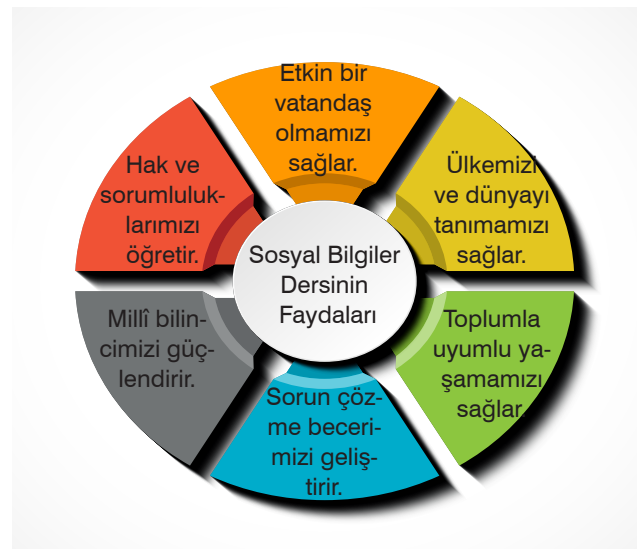 Etkin bir
vatandaş
olmamızı
sağlar.
Ülkemizi
ve dünyayı
tanımamızı
sağlar.
Toplumla
uyumlu ya-
şamamızı
sağlar.
Sorun çöz-
me beceri-
mizi geliş-
tirir.
Millî bilin-
cimizi güç-
lendirir.
Hak ve
sorumluluk-
larımızı
öğretir.
Sosyal Bilgiler
Dersinin
Faydaları